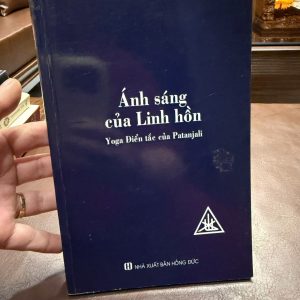 Ánh sáng
của Linh hồn
Yoga Điển tắc của Patanjali
NHÀ XUẤT BẢN HỒNG ĐỨC